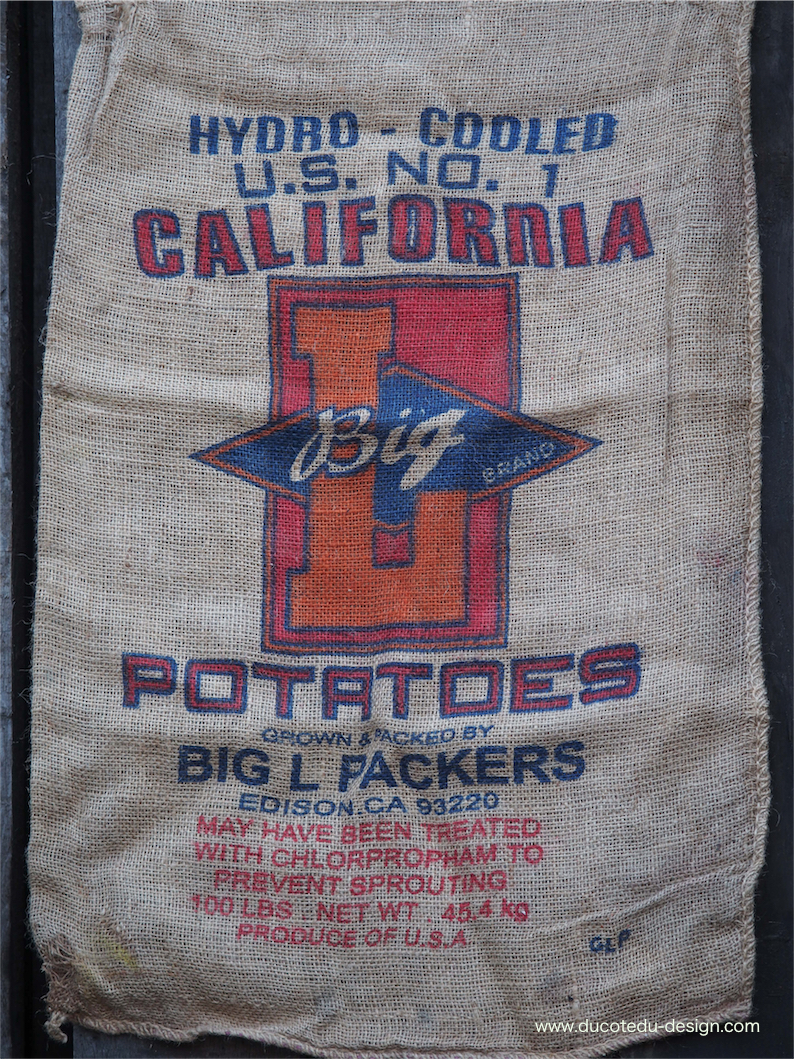 HYDRO - COOLED
U.S. NO. 1
CALIFORNIA
L
Big
BRAND
POTATOES
GROWN & PACKED BY
BIG L PACKERS
EDISON.CA 93220
MAY HAVE BEEN TREATED
WITH CHLORPROPHAM TO
PREVENT SPROUTING
100 LBS . NET WT . 45,4 kg
PRODUCE OF U.S.A
GLP
www.ducotedu-design.com